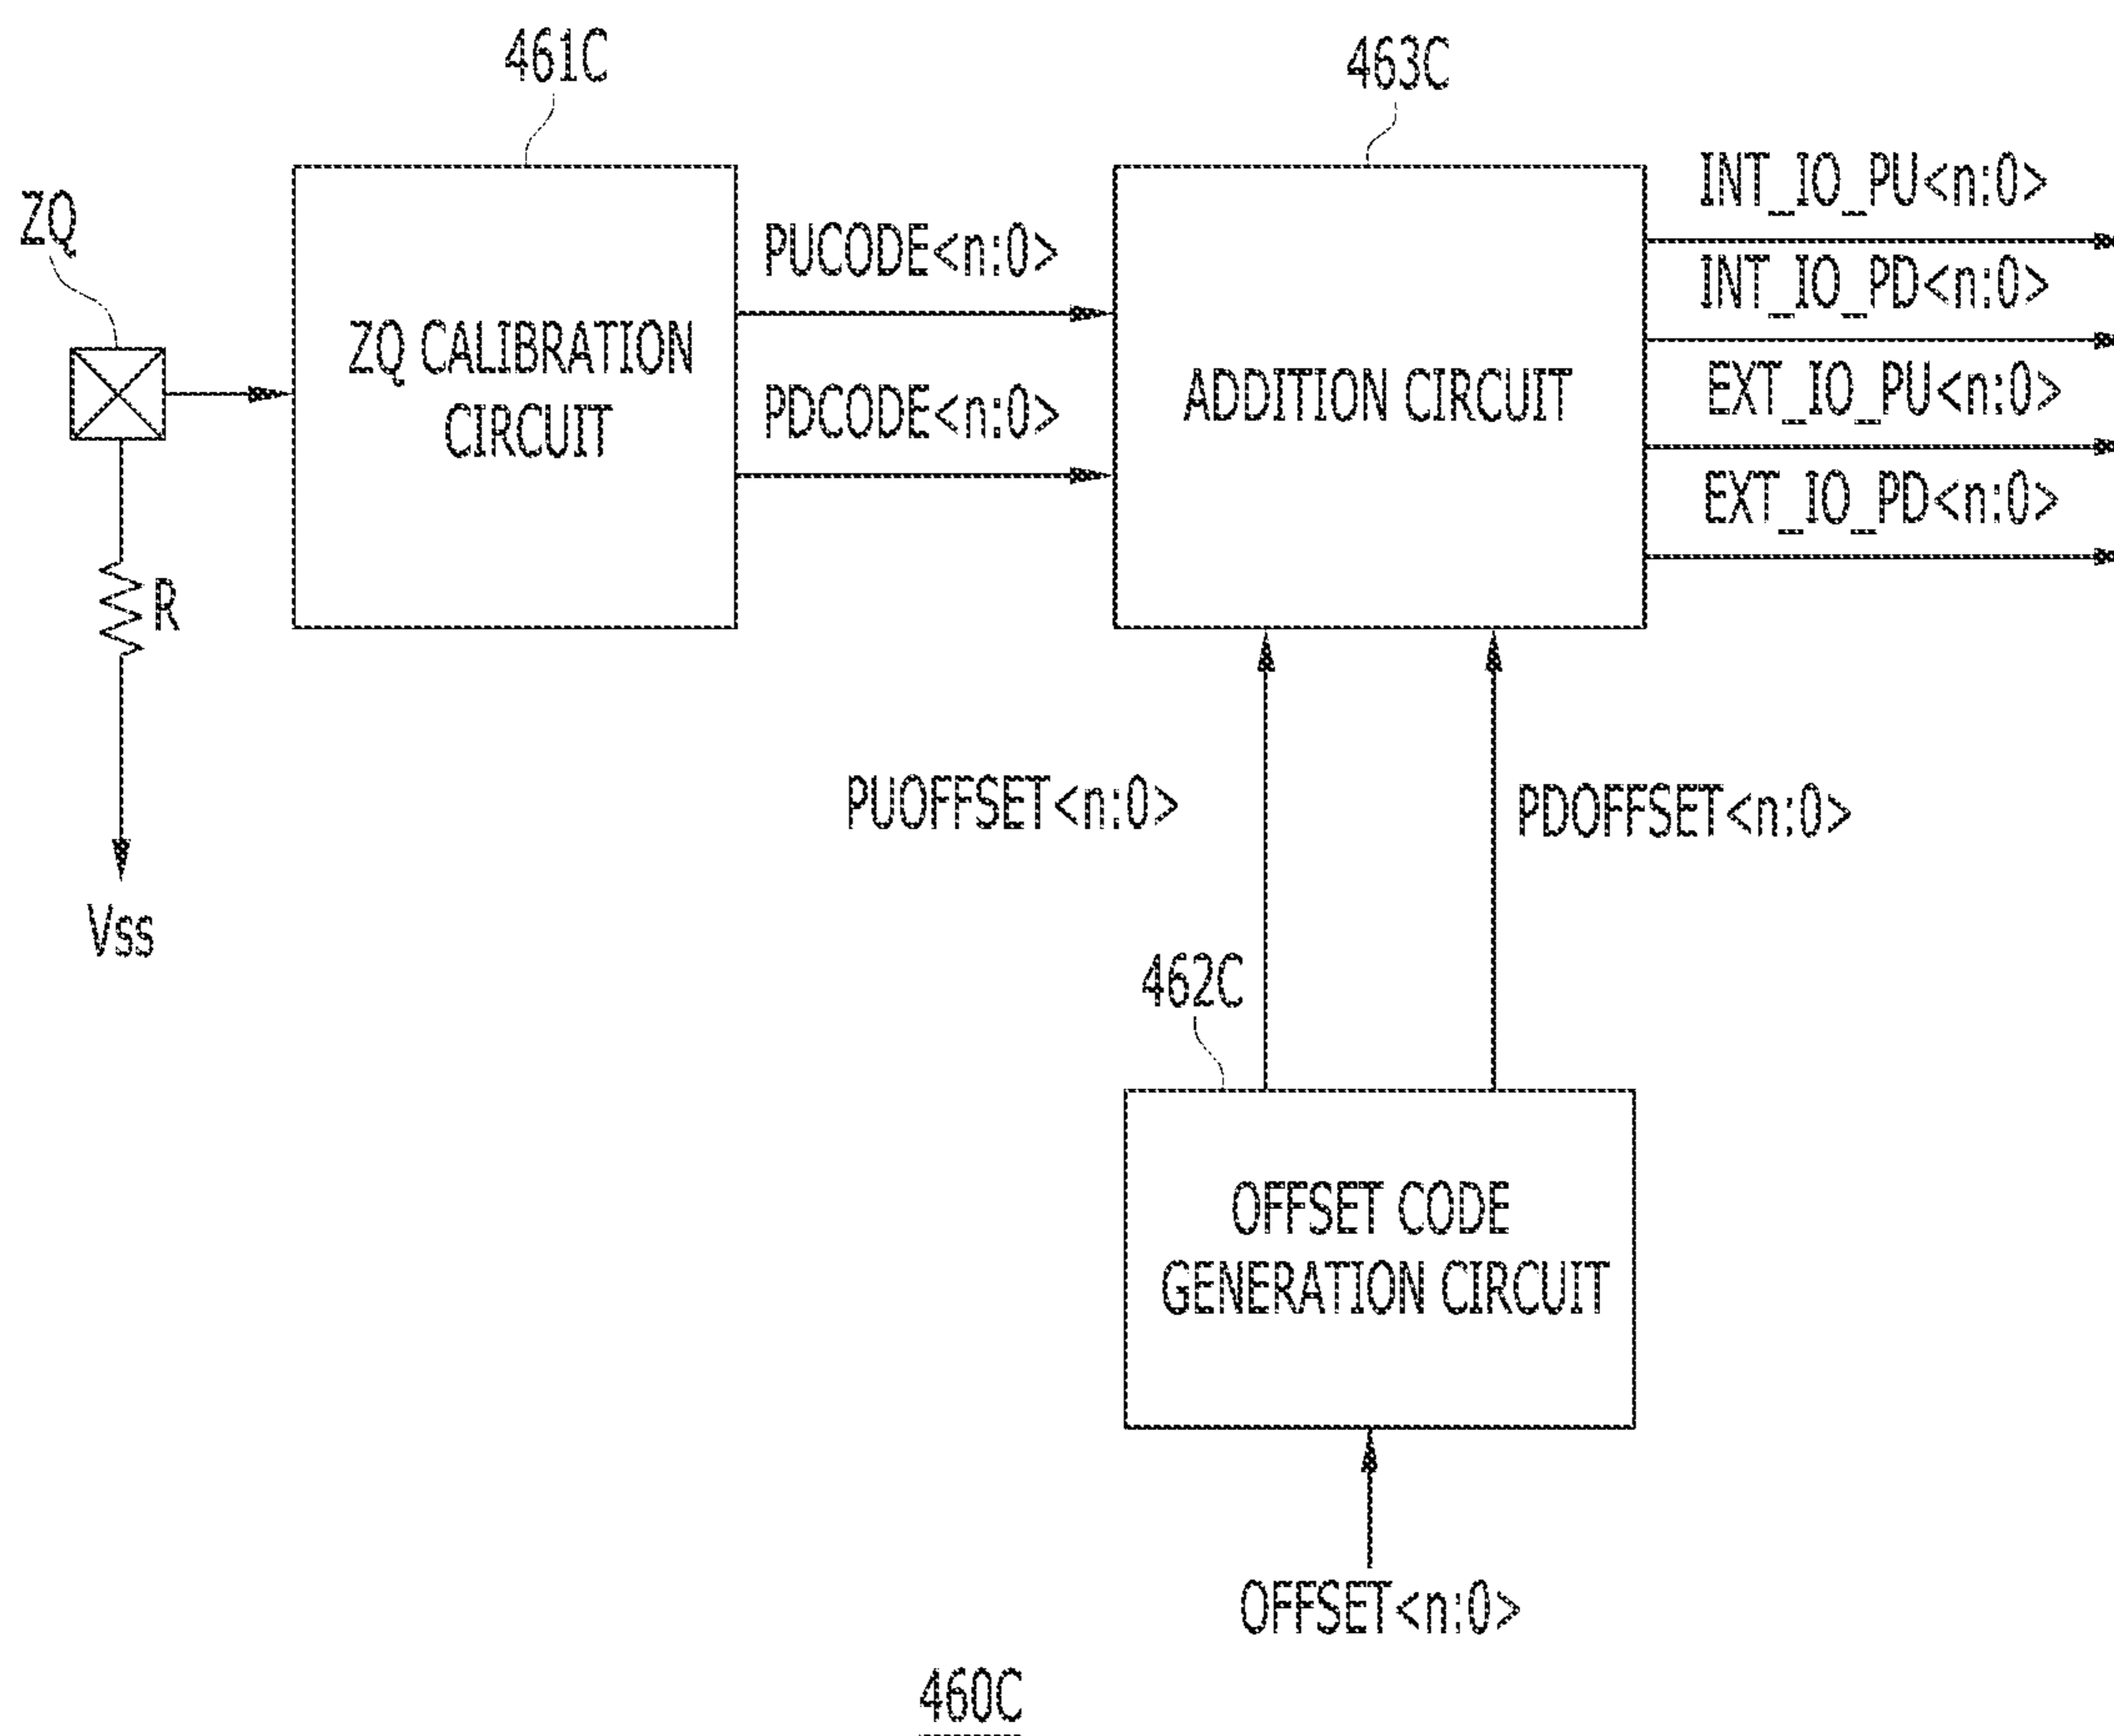 461C
463C
ZQ
INT_IO_PU<n:0>
PUCODE<n:0>
INT_IO_PD<n:0>
ZQ CALIBRATION
CIRCUIT
ADDITION CIRCUIT
EXT_IO_PU<n:0>
PDCODE<n:0>
EXT_IO_PD<n:0>
R
Vss
PUOFFSET<n:0>
PDOFFSET<n:0>
462C
OFFSET CODE
GENERATION CIRCUIT
OFFSET<n:0>
460C